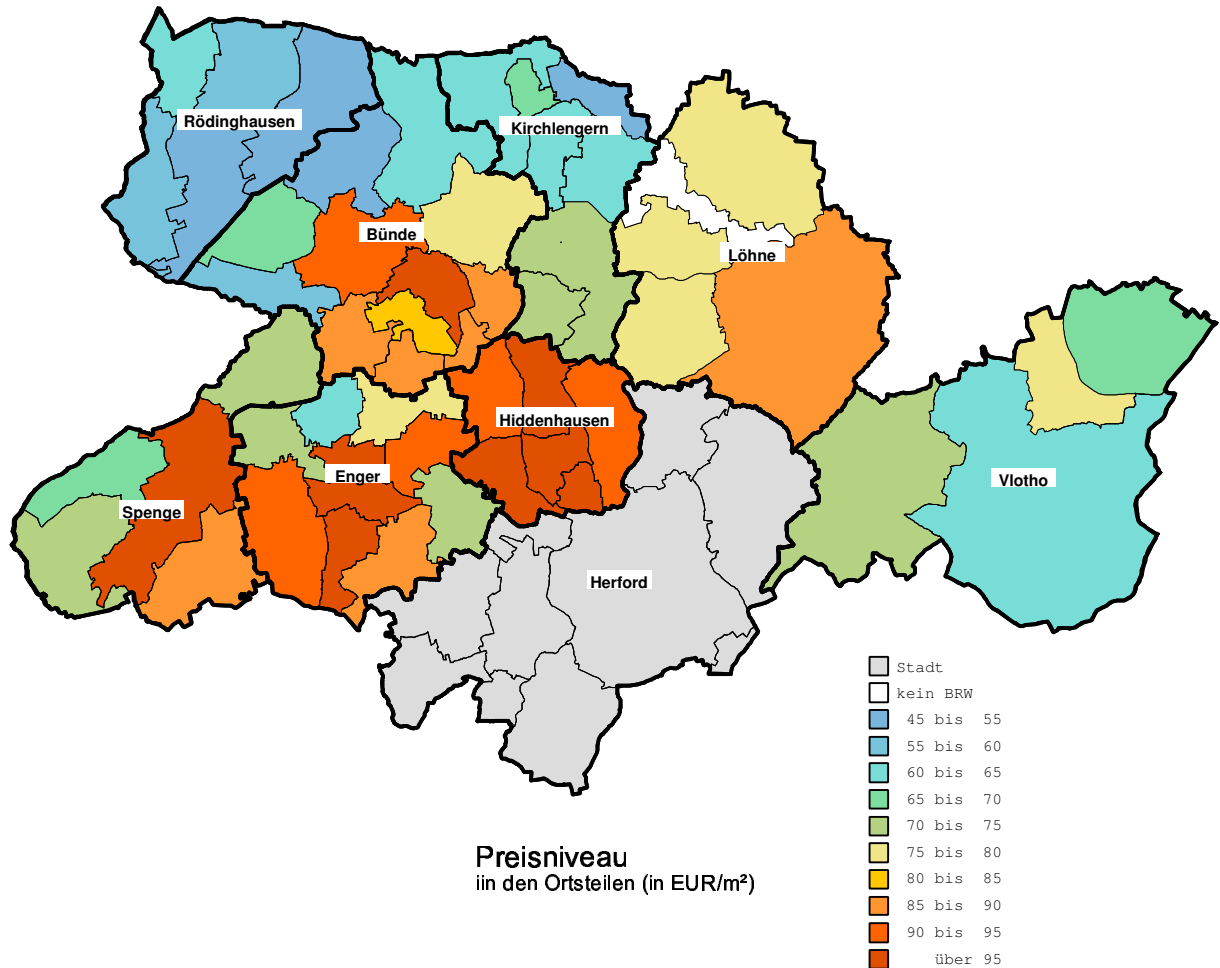 Rödinghausen
Kirchlengern
Bünde
Löhne
Hiddenhausen
Enger
Vlotho
Spenge
Herford
Stadt
kein BRW
45 bis 55
55 bis 60
60 bis 65
65 bis 70
70 bis 75
75 bis 80
80 bis 85
85 bis 90
90 bis 95
über 95
Preisniveau
iin den Ortsteilen (in EUR/m²)